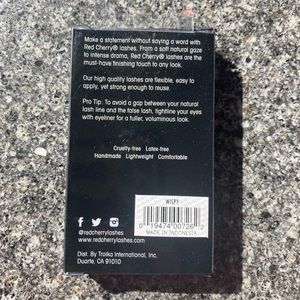 Make a statement without saying a word with
Red Cherry® lashes. From a soft natural gaze
to intense drama, Red Cherry® lashes are the
must-have finishing touch to any look.
Our high quality lashes are flexible, easy to
apply, yet strong enough to reuse.
Pro Tip: To avoid a gap between your natural
lash line and the false lash, tightline your eyes
with eyeliner for a fuller, voluminous look.
Cruelty-free Latex-free
Handmade Lightweight Comfortable
WISPY
0 19474 00726 2
MADE IN INDONESIA
@redcherrylashes
www.redcherrylashes.com
Dist. By Troika International, Inc.
Duarte, CA 91010